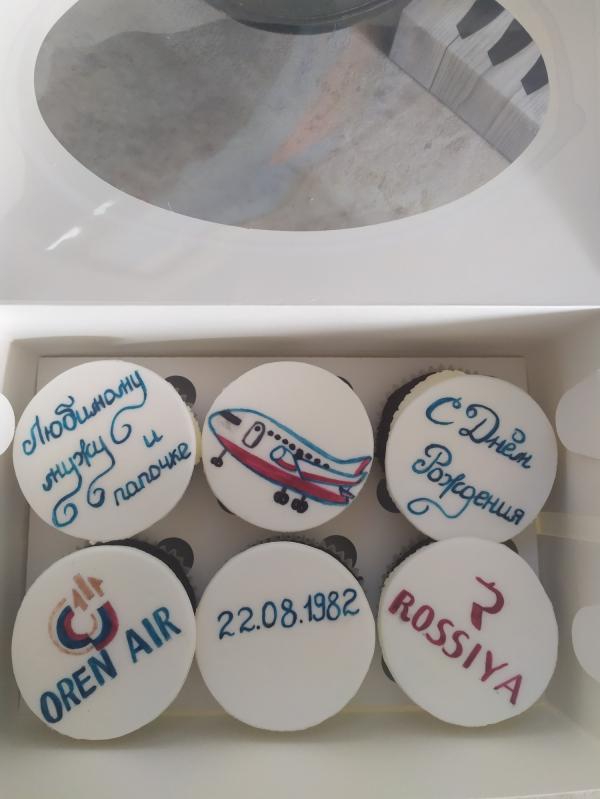 Любимому
мужу и
папочке
С Днём
Рождения
OREN AIR
22.08.1982
ROSSIYA